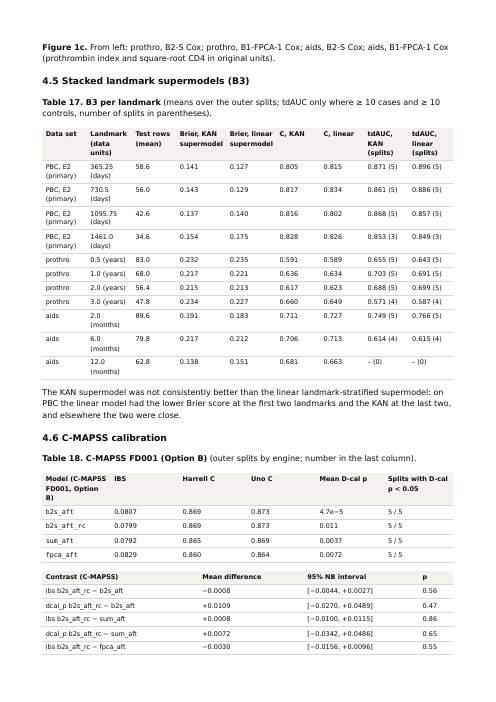 Figure 1c. From left: prothro, B2-S Cox; prothro, B1-FPCA-1 Cox; aids, B2-S Cox; aids, B1-FPCA-1 Cox
(prothrombin index and square-root CD4 in original units).
4.5 Stacked landmark supermodels (B3)
Table 17. B3 per landmark (means over the outer splits; tdAUC only where ≥ 10 cases and ≥ 10
controls, number of splits in parentheses).
Data set Landmark (data units) Test rows (mean) Brier, KAN supermodel Brier, linear supermodel C, KAN C, linear tdAUC, KAN (splits) tdAUC, linear (splits)
PBC, E2 (primary) 365.25 (days) 58.6 0.141 0.127 0.805 0.815 0.871 (5) 0.896 (5)
PBC, E2 (primary) 730.5 (days) 56.0 0.143 0.129 0.817 0.834 0.861 (5) 0.886 (5)
PBC, E2 (primary) 1095.75 (days) 42.6 0.137 0.140 0.816 0.802 0.868 (5) 0.857 (5)
PBC, E2 (primary) 1461.0 (days) 34.6 0.154 0.175 0.828 0.826 0.853 (3) 0.849 (3)
prothro 0.5 (years) 83.0 0.232 0.235 0.591 0.589 0.655 (5) 0.643 (5)
prothro 1.0 (years) 68.0 0.217 0.221 0.636 0.634 0.703 (5) 0.691 (5)
prothro 2.0 (years) 56.4 0.215 0.213 0.617 0.623 0.688 (5) 0.699 (5)
prothro 3.0 (years) 47.8 0.234 0.227 0.660 0.649 0.571 (4) 0.587 (4)
aids 2.0 (months) 89.6 0.191 0.183 0.711 0.727 0.749 (5) 0.766 (5)
aids 6.0 (months) 79.8 0.217 0.212 0.706 0.713 0.614 (4) 0.615 (4)
aids 12.0 (months) 62.8 0.138 0.151 0.681 0.663 – (0) – (0)
The KAN supermodel was not consistently better than the linear landmark-stratified supermodel: on
PBC the linear model had the lower Brier score at the first two landmarks and the KAN at the last two,
and elsewhere the two were close.
4.6 C-MAPSS calibration
Table 18. C-MAPSS FD001 (Option B) (outer splits by engine; number in the last column).
Model (C-MAPSS FD001, Option B) IBS Harrell C Uno C Mean D-cal p Splits with D-cal p < 0.05
b2s_aft 0.0807 0.869 0.873 4.7e−5 5 / 5
b2s_aft_rc 0.0799 0.869 0.873 0.011 5 / 5
sum_aft 0.0792 0.865 0.869 0.0037 5 / 5
fpca_aft 0.0829 0.860 0.864 0.0072 5 / 5
Contrast (C-MAPSS) Mean difference 95% NB interval p
ibs b2s_aft_rc − b2s_aft −0.0008 [−0.0044, +0.0027] 0.56
dcal_p b2s_aft_rc − b2s_aft +0.0109 [−0.0270, +0.0489] 0.47
ibs b2s_aft_rc − sum_aft +0.0008 [−0.0100, +0.0115] 0.86
dcal_p b2s_aft_rc − sum_aft +0.0072 [−0.0342, +0.0486] 0.65
ibs b2s_aft_rc − fpca_aft −0.0030 [−0.0156, +0.0096] 0.55